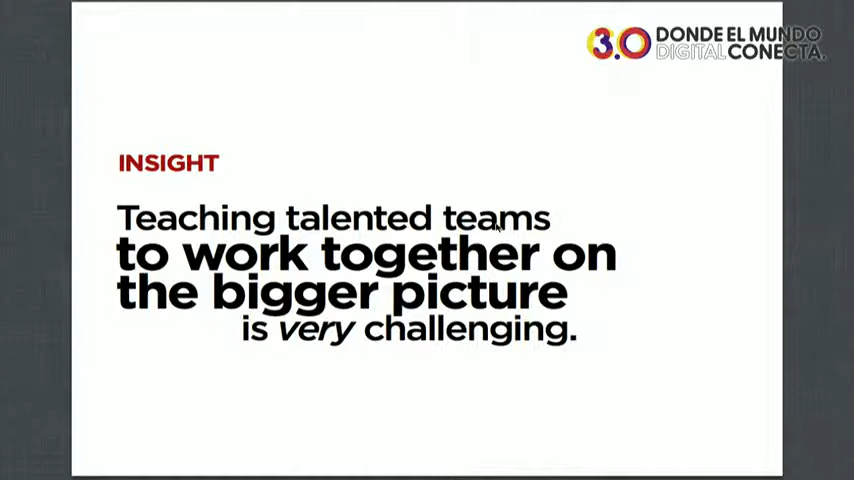 3.O DONDE EL MUNDO
DIGITAL CONECTA.
INSIGHT
Teaching talented teams
to work together on
the bigger picture
is very challenging.